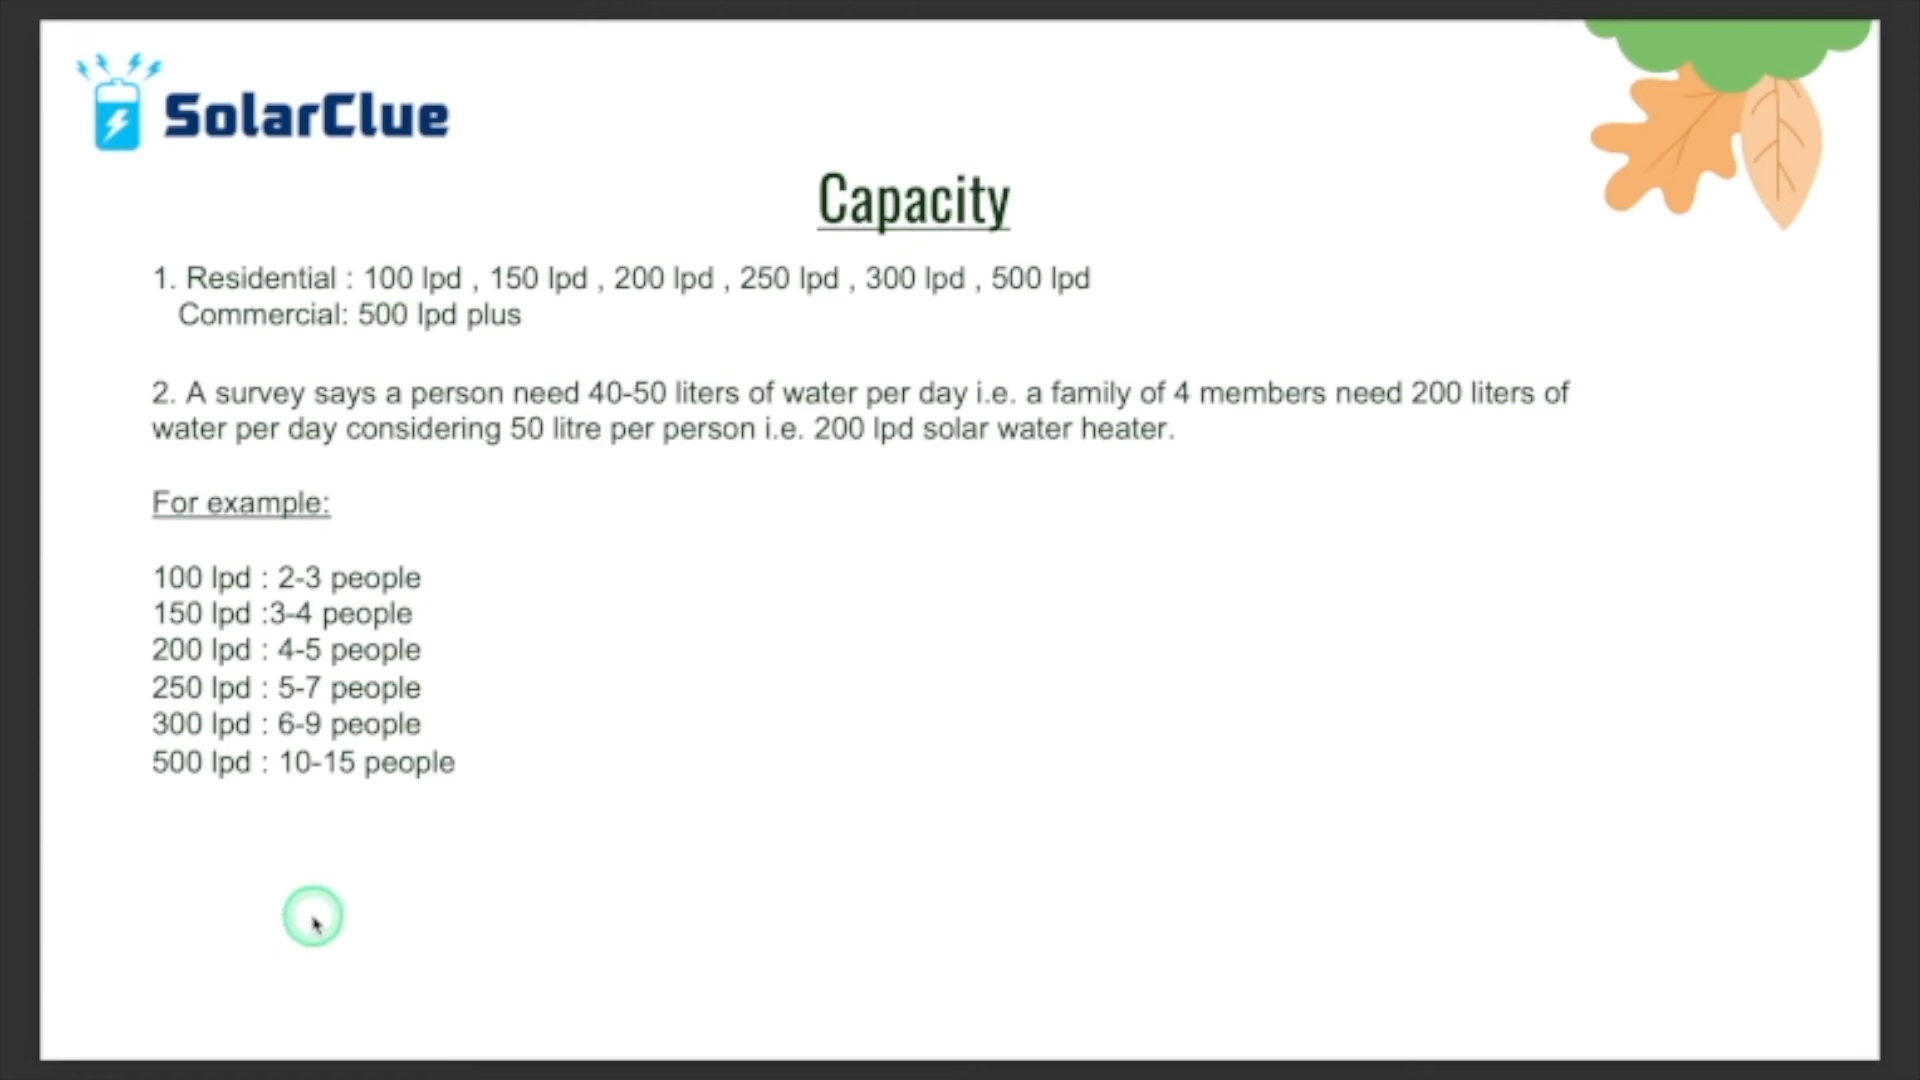 SolarClue
Capacity
1. Residential : 100 lpd , 150 lpd , 200 lpd , 250 lpd , 300 lpd , 500 lpd
Commercial: 500 lpd plus
2. A survey says a person need 40-50 liters of water per day i.e. a family of 4 members need 200 liters of
water per day considering 50 litre per person i.e. 200 lpd solar water heater.
For example:
100 lpd : 2-3 people
150 lpd :3-4 people
200 lpd : 4-5 people
250 lpd : 5-7 people
300 lpd : 6-9 people
500 lpd : 10-15 people